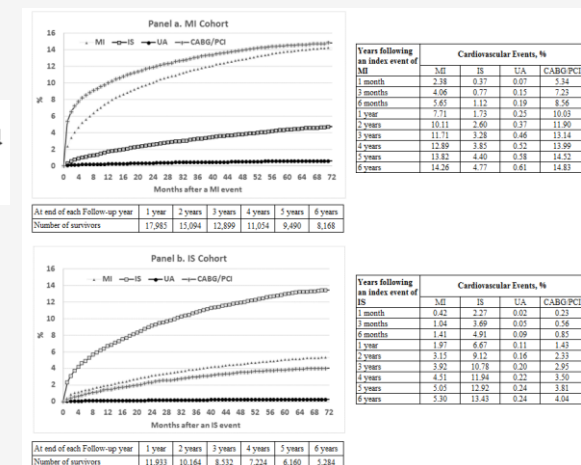 Panel a. MI Cohort
16
14
12
10
8
6
4
2
0
%
MI IS UA CABG/PCI
0 4 8 12 16 20 24 28 32 36 40 44 48 52 56 60 64 68 72
Months after a MI event
At end of each Follow-up year 1 year 2 years 3 years 4 years 5 years 6 years
Number of survivors 17,985 15,094 12,899 11,054 9,490 8,168
Years following an index event of MI
Cardiovascular Events, %
MI IS UA CABG/PCI
1 month 2.38 0.37 0.07 5.34
3 months 4.06 0.77 0.15 7.23
6 months 5.65 1.12 0.19 8.56
1 year 7.71 1.73 0.25 10.03
2 years 10.11 2.60 0.37 11.90
3 years 11.71 3.28 0.46 13.14
4 years 12.89 3.85 0.52 13.99
5 years 13.82 4.40 0.58 14.52
6 years 14.26 4.77 0.61 14.83
Panel b. IS Cohort
16
14
12
10
8
6
4
2
0
%
MI IS UA CABG/PCI
0 4 8 12 16 20 24 28 32 36 40 44 48 52 56 60 64 68 72
Months after an IS event
At end of each Follow-up year 1 year 2 years 3 years 4 years 5 years 6 years
Number of survivors 11,933 10,164 8,532 7,224 6,160 5,284
Years following an index event of IS
Cardiovascular Events, %
MI IS UA CABG/PCI
1 month 0.42 2.27 0.02 0.23
3 months 1.04 3.69 0.05 0.56
6 months 1.41 4.91 0.09 0.85
1 year 1.97 6.67 0.11 1.43
2 years 3.15 9.12 0.16 2.33
3 years 3.92 10.78 0.20 2.95
4 years 4.51 11.94 0.22 3.50
5 years 5.05 12.92 0.24 3.81
6 years 5.30 13.43 0.24 4.04